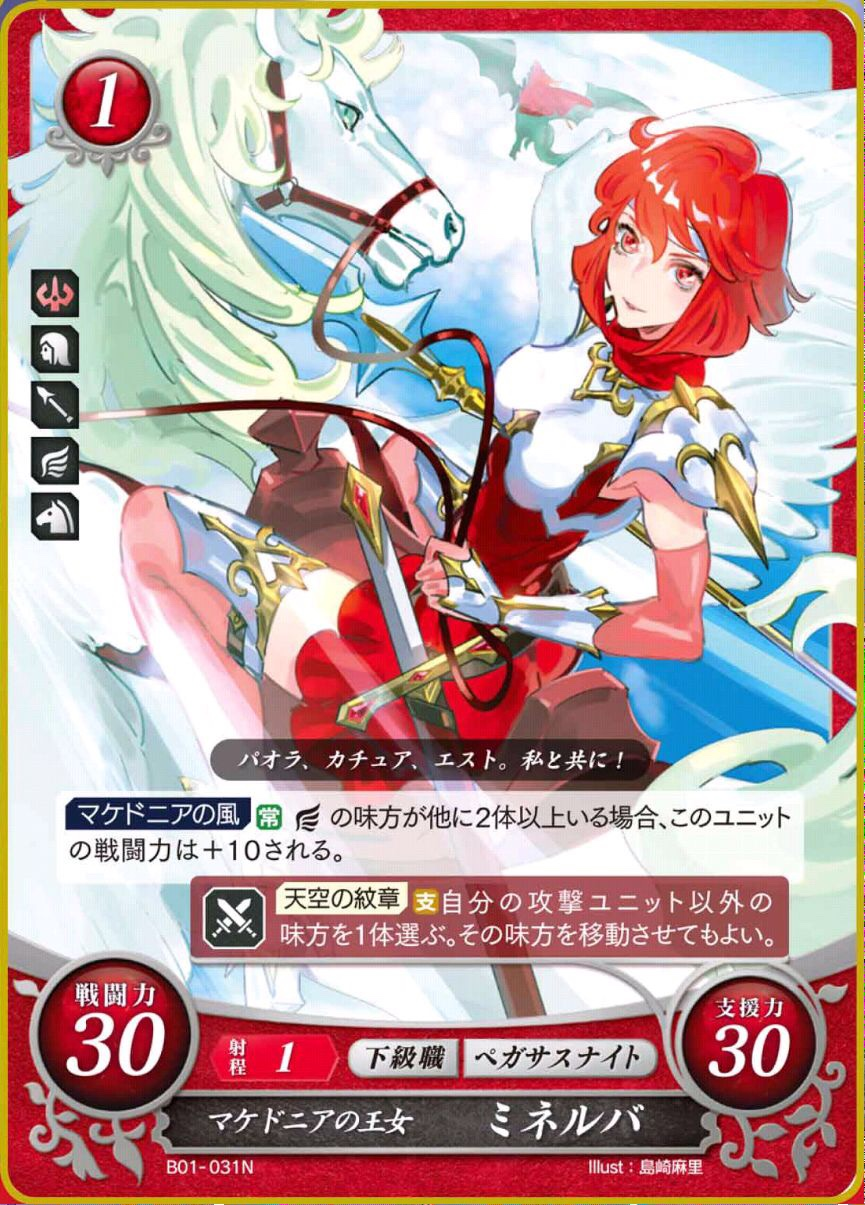 1
パオラ、カチュア、エスト。私と共に！
マケドニアの風 常 の味方が他に2体以上いる場合、このユニット
の戦闘力は＋10される。
天空の紋章 支 自分の攻撃ユニット以外の
味方を1体選ぶ。その味方を移動させてもよい。
戦闘力
30
射程 1
下級職 ペガサスナイト
支援力
30
マケドニアの王女 ミネルバ
B01-031N
Illust：島崎麻里